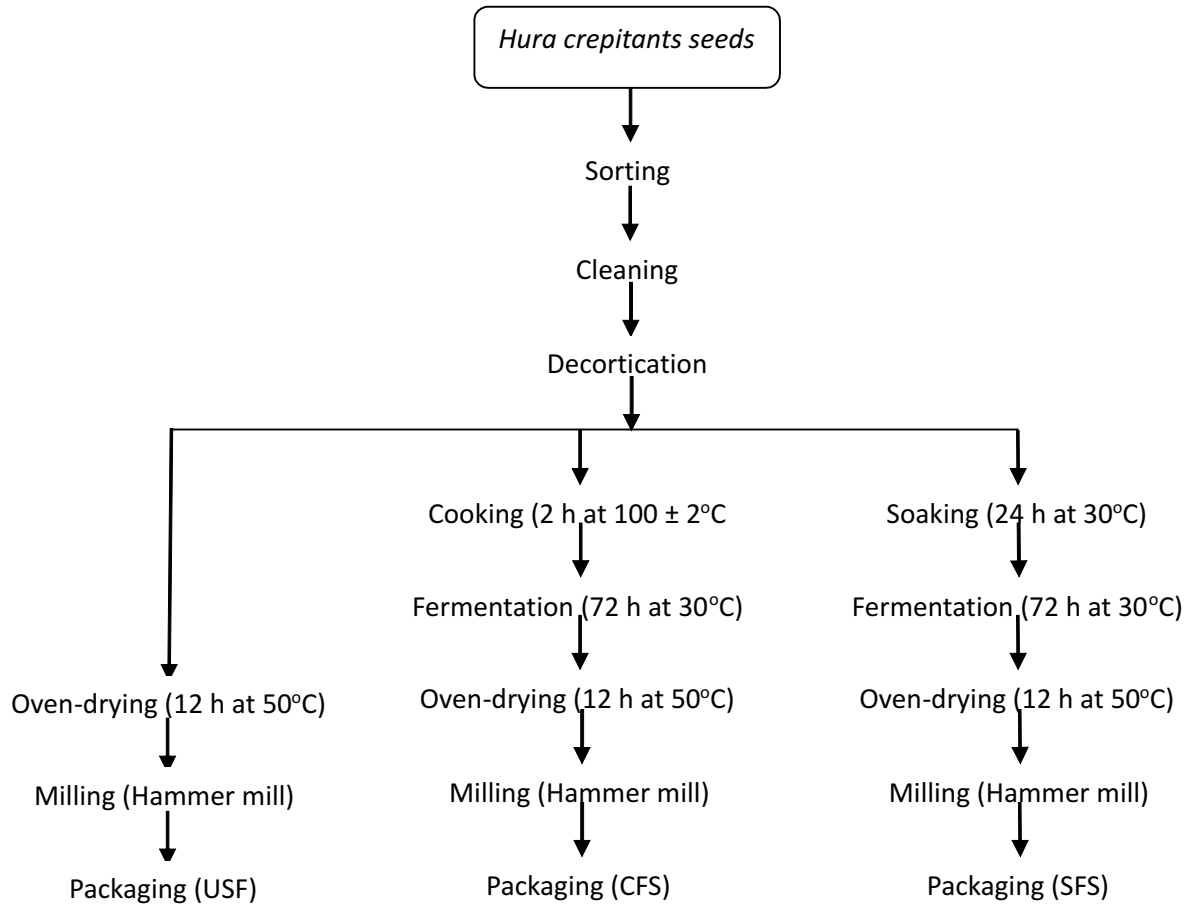 Hura crepitants seeds
Sorting
Cleaning
Decortication
Cooking (2 h at 100 ± 2°C
Soaking (24 h at 30°C)
Fermentation (72 h at 30°C)
Fermentation (72 h at 30°C)
Oven-drying (12 h at 50°C)
Oven-drying (12 h at 50°C)
Oven-drying (12 h at 50°C)
Milling (Hammer mill)
Milling (Hammer mill)
Milling (Hammer mill)
Packaging (USF)
Packaging (CFS)
Packaging (SFS)